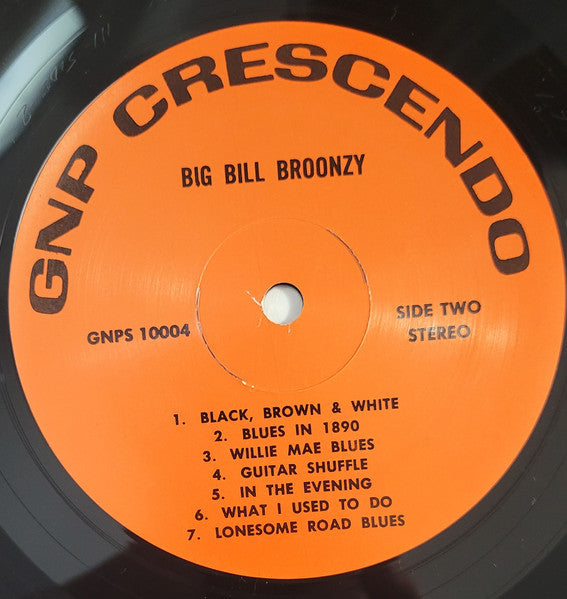 GNP CRESCENDO
BIG BILL BROONZY
GNPS 10004
SIDE TWO
STEREO
1. BLACK, BROWN & WHITE
2. BLUES IN 1890
3. WILLIE MAE BLUES
4. GUITAR SHUFFLE
5. IN THE EVENING
6. WHAT I USED TO DO
7. LONESOME ROAD BLUES